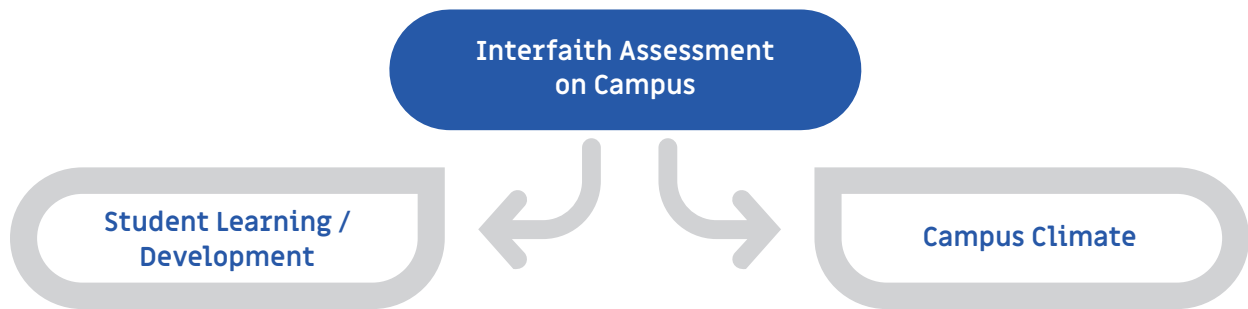 Interfaith Assessment
on Campus
Student Learning /
Development
Campus Climate